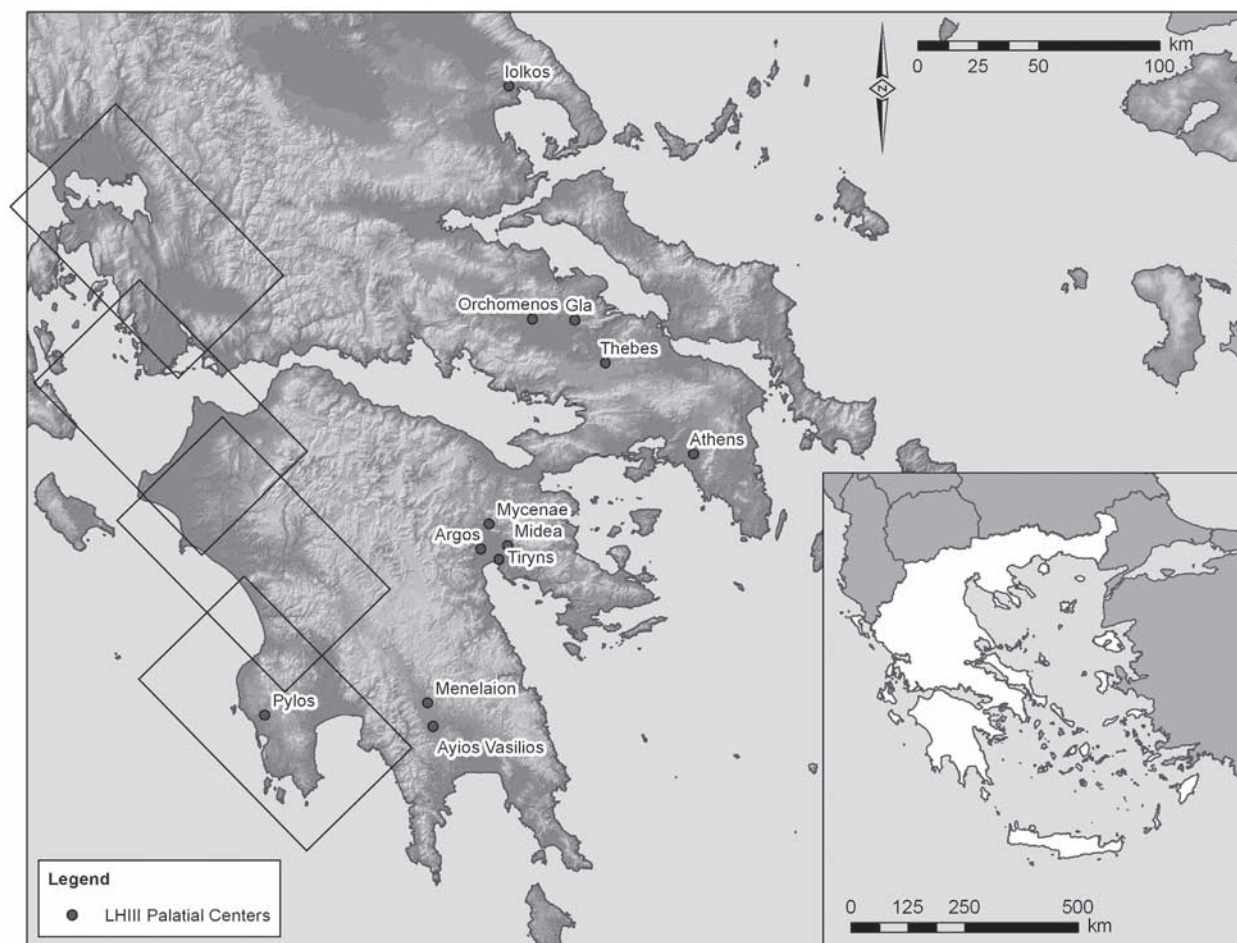 Iolkos
km
0 25 50 100
Z
Orchomenos Gla
Thebes
Athens
Mycenae
Argos Midea
Tiryns
Menelaion
Pylos
Ayios Vasilios
Legend
LHIII Palatial Centers
0 125 250 500
km